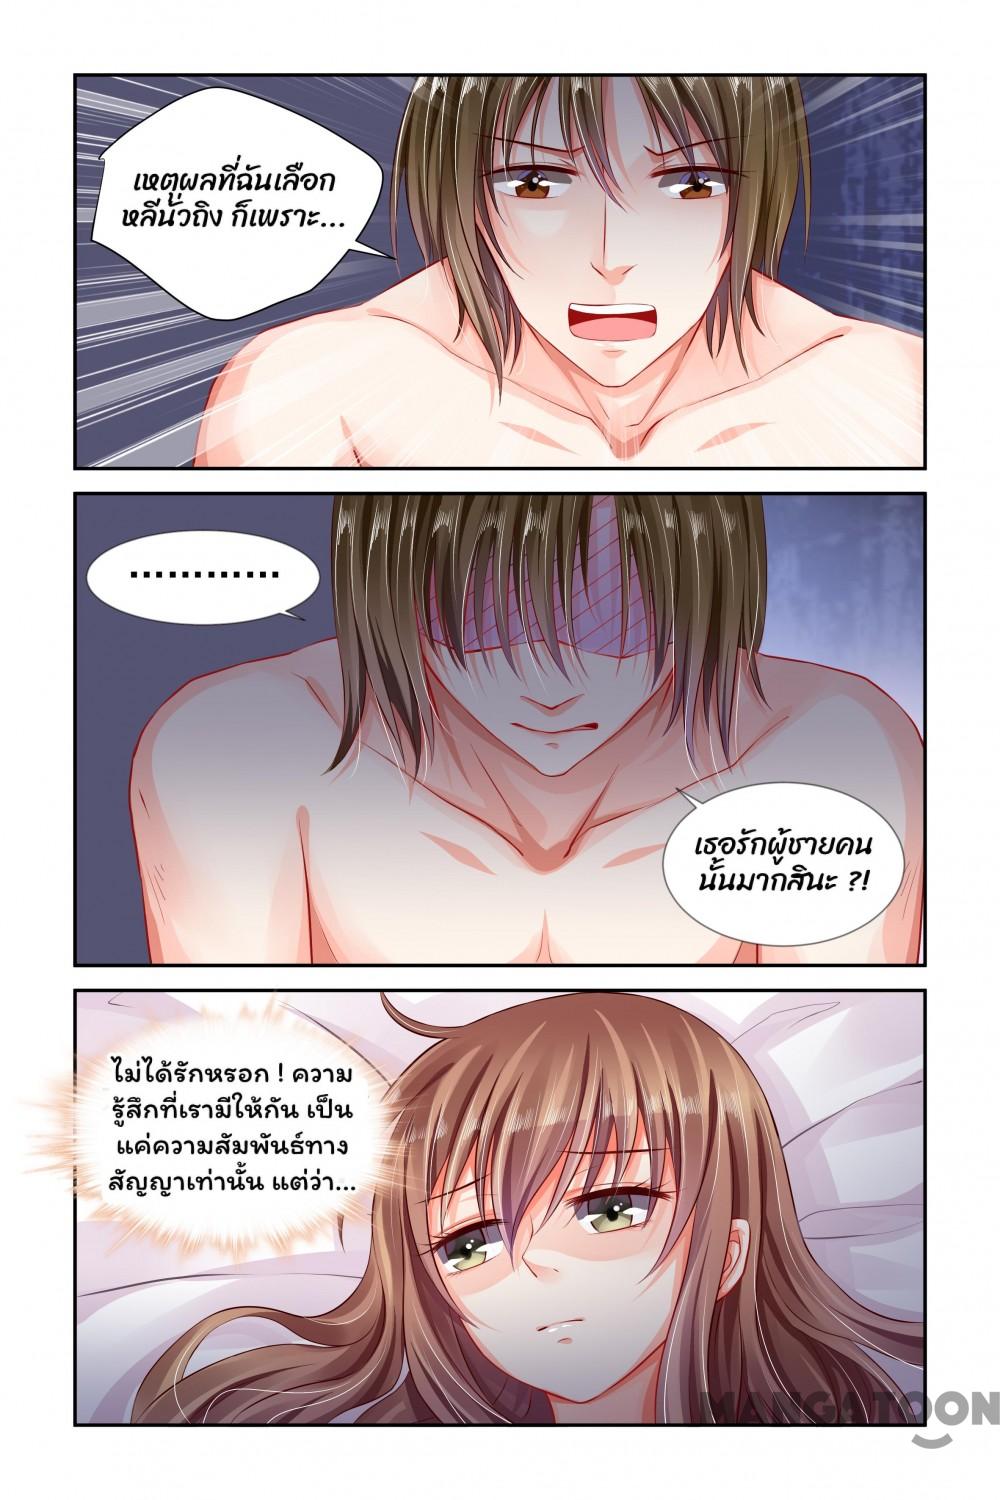 เหตุผลที่ฉันเลือก
หลีนั่วถิง ก็เพราะ...
............
เธอรักผู้ชายคน
นั้นมากสินะ ?!
ไม่ได้รักหรอก ! ความ
รู้สึกที่เรามีให้กัน เป็น
แค่ความสัมพันธ์ทาง
สัญญาเท่านั้น แต่ว่า...
MANGATOON